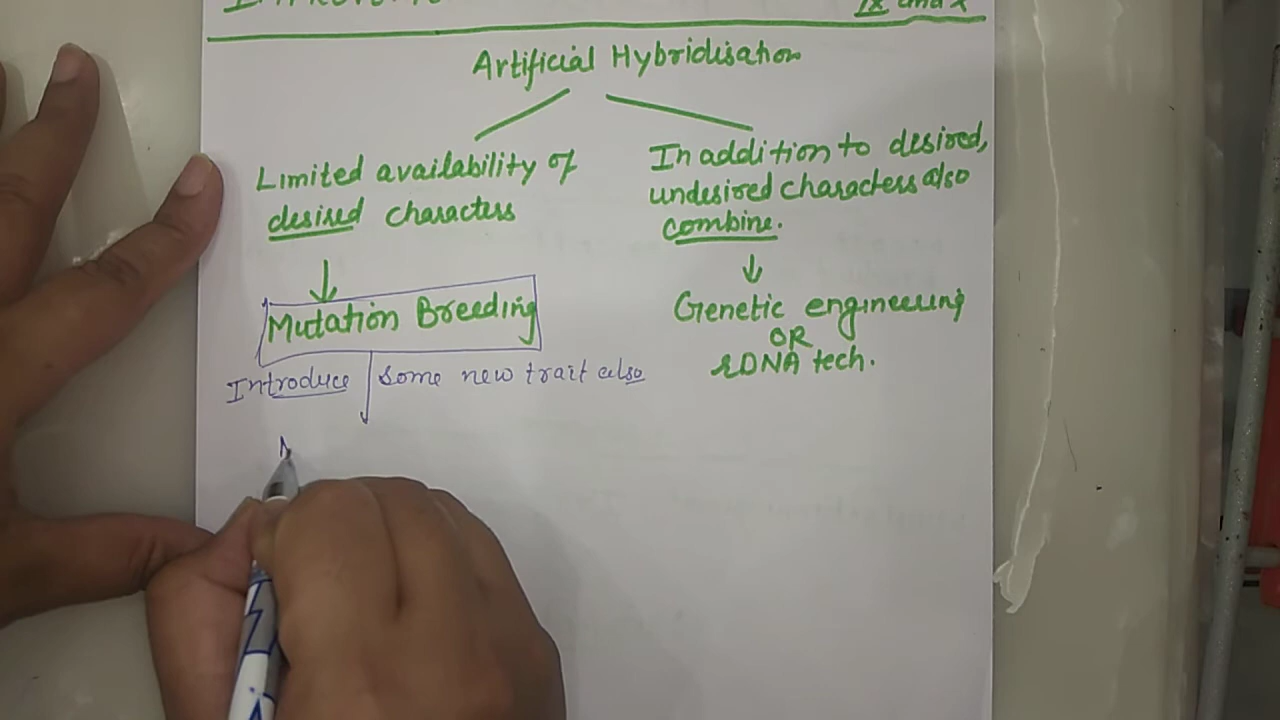 Artificial Hybridisation
Limited availability of
desired characters
In addition to desired,
undesired characters also
combine.
Mutation Breeding
Introduce some new trait also
Genetic engineering
OR
rDNA tech.